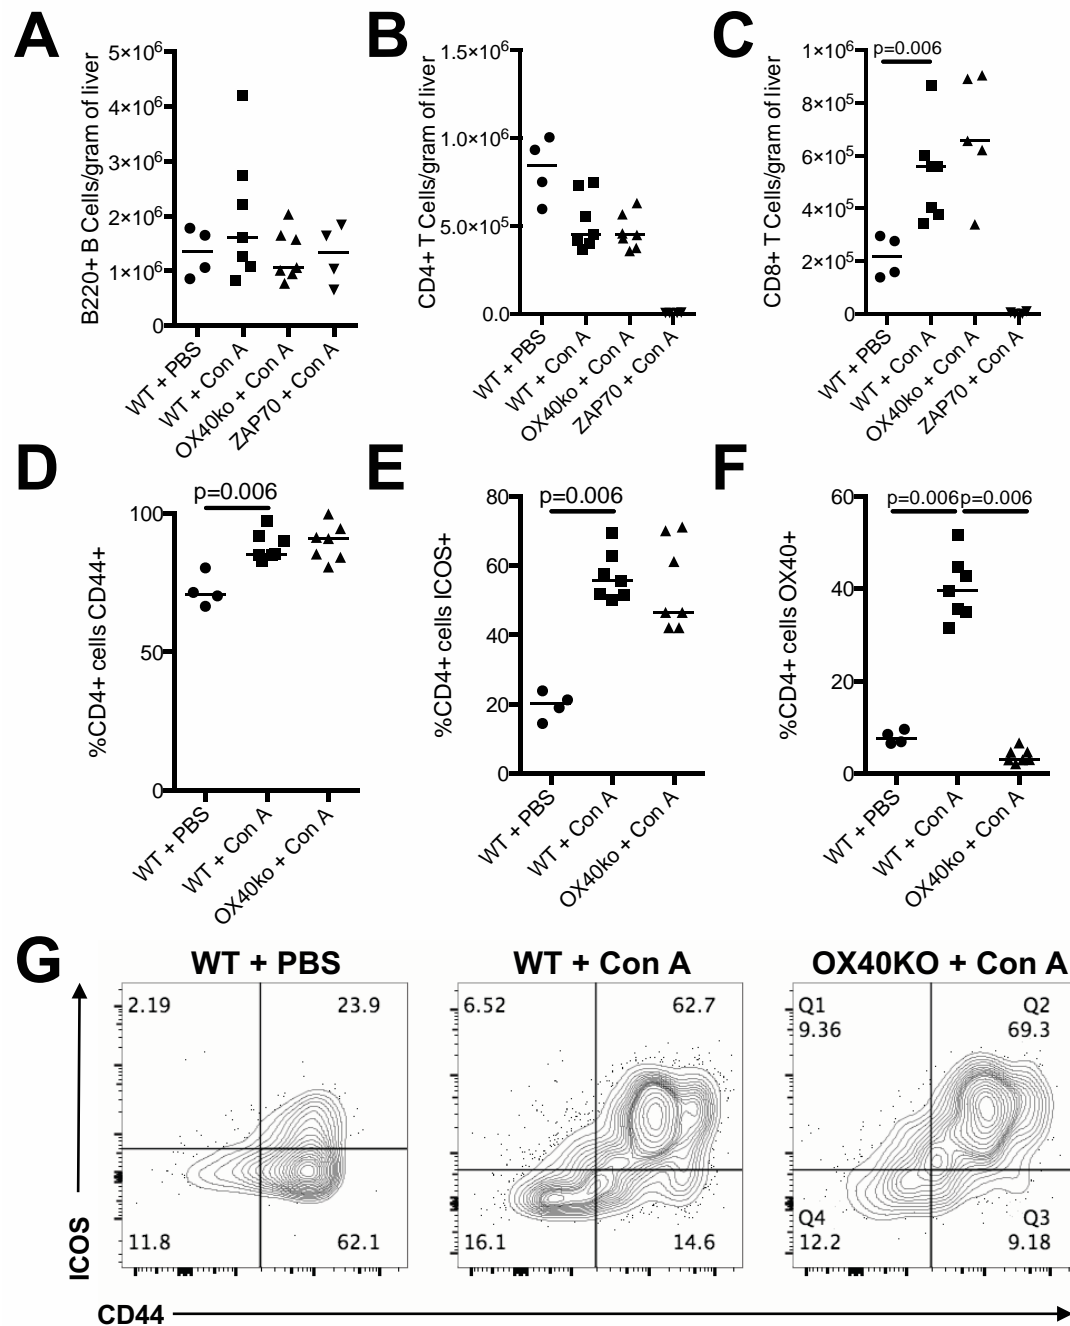 A
B220+ B Cells/gram of liver
5×10⁶
4×10⁶
3×10⁶
2×10⁶
1×10⁶
0
WT + PBS
WT + Con A
OX40ko + Con A
ZAP70 + Con A
B
CD4+ T Cells/gram of liver
1.5×10⁶
1.0×10⁶
5.0×10⁵
0.0
WT + PBS
WT + Con A
OX40ko + Con A
ZAP70 + Con A
C
CD8+ T Cells/gram of liver
1×10⁶
8×10⁵
6×10⁵
4×10⁵
2×10⁵
0
p=0.006
WT + PBS
WT + Con A
OX40ko + Con A
ZAP70 + Con A
D
%CD4+ cells CD44+
p=0.006
100
50
0
WT + PBS
WT + Con A
OX40ko + Con A
E
%CD4+ cells ICOS+
p=0.006
80
60
40
20
0
WT + PBS
WT + Con A
OX40ko + Con A
F
%CD4+ cells OX40+
p=0.006 p=0.006
60
40
20
0
WT + PBS
WT + Con A
OX40ko + Con A
G
WT + PBS
2.19 23.9
11.8 62.1
WT + Con A
6.52 62.7
16.1 14.6
OX40KO + Con A
Q1 Q2
9.36 69.3
Q4 Q3
12.2 9.18
ICOS
CD44